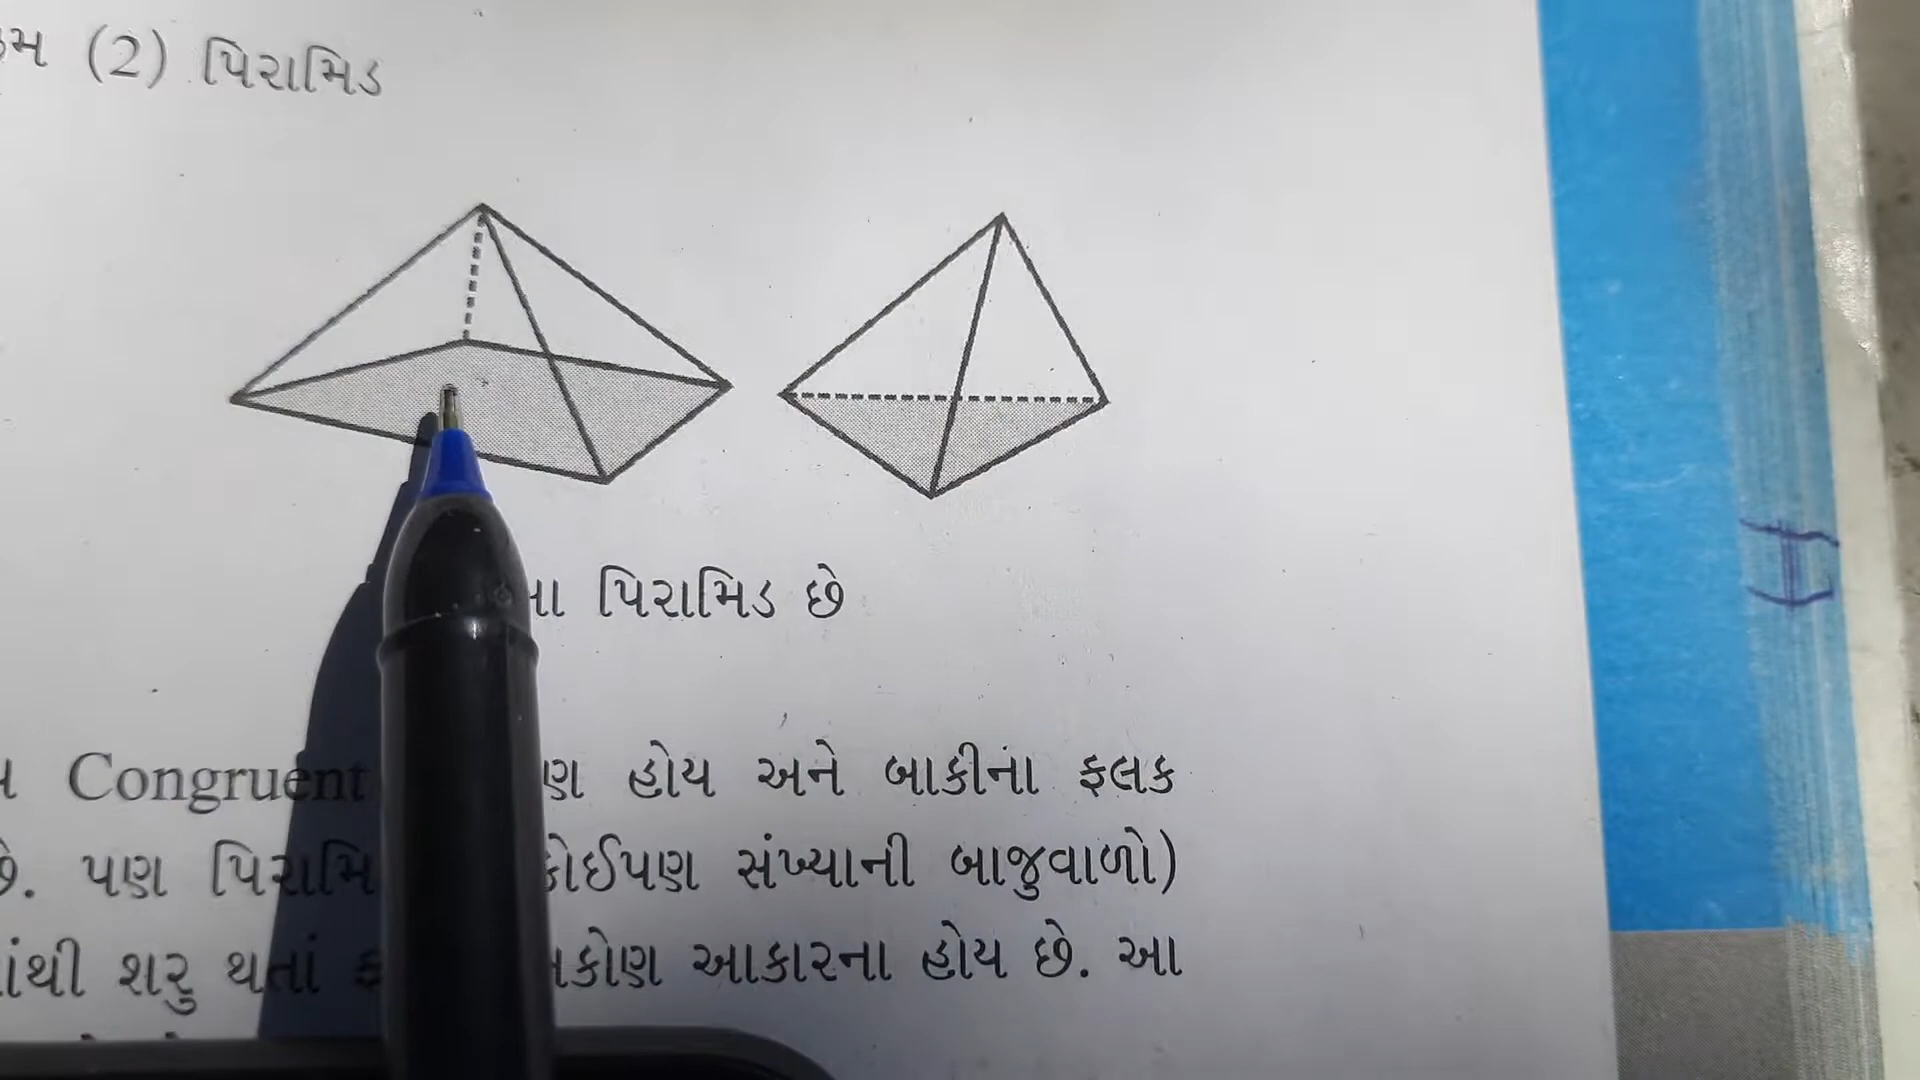 (2) પિરામિડ
પિરામિડ છે
Congruent હોય અને બાકીના ફલક
છે. પણ કોઈપણ સંખ્યાની બાજુવાળો)
શરુ થતાં આકારના હોય છે. આ